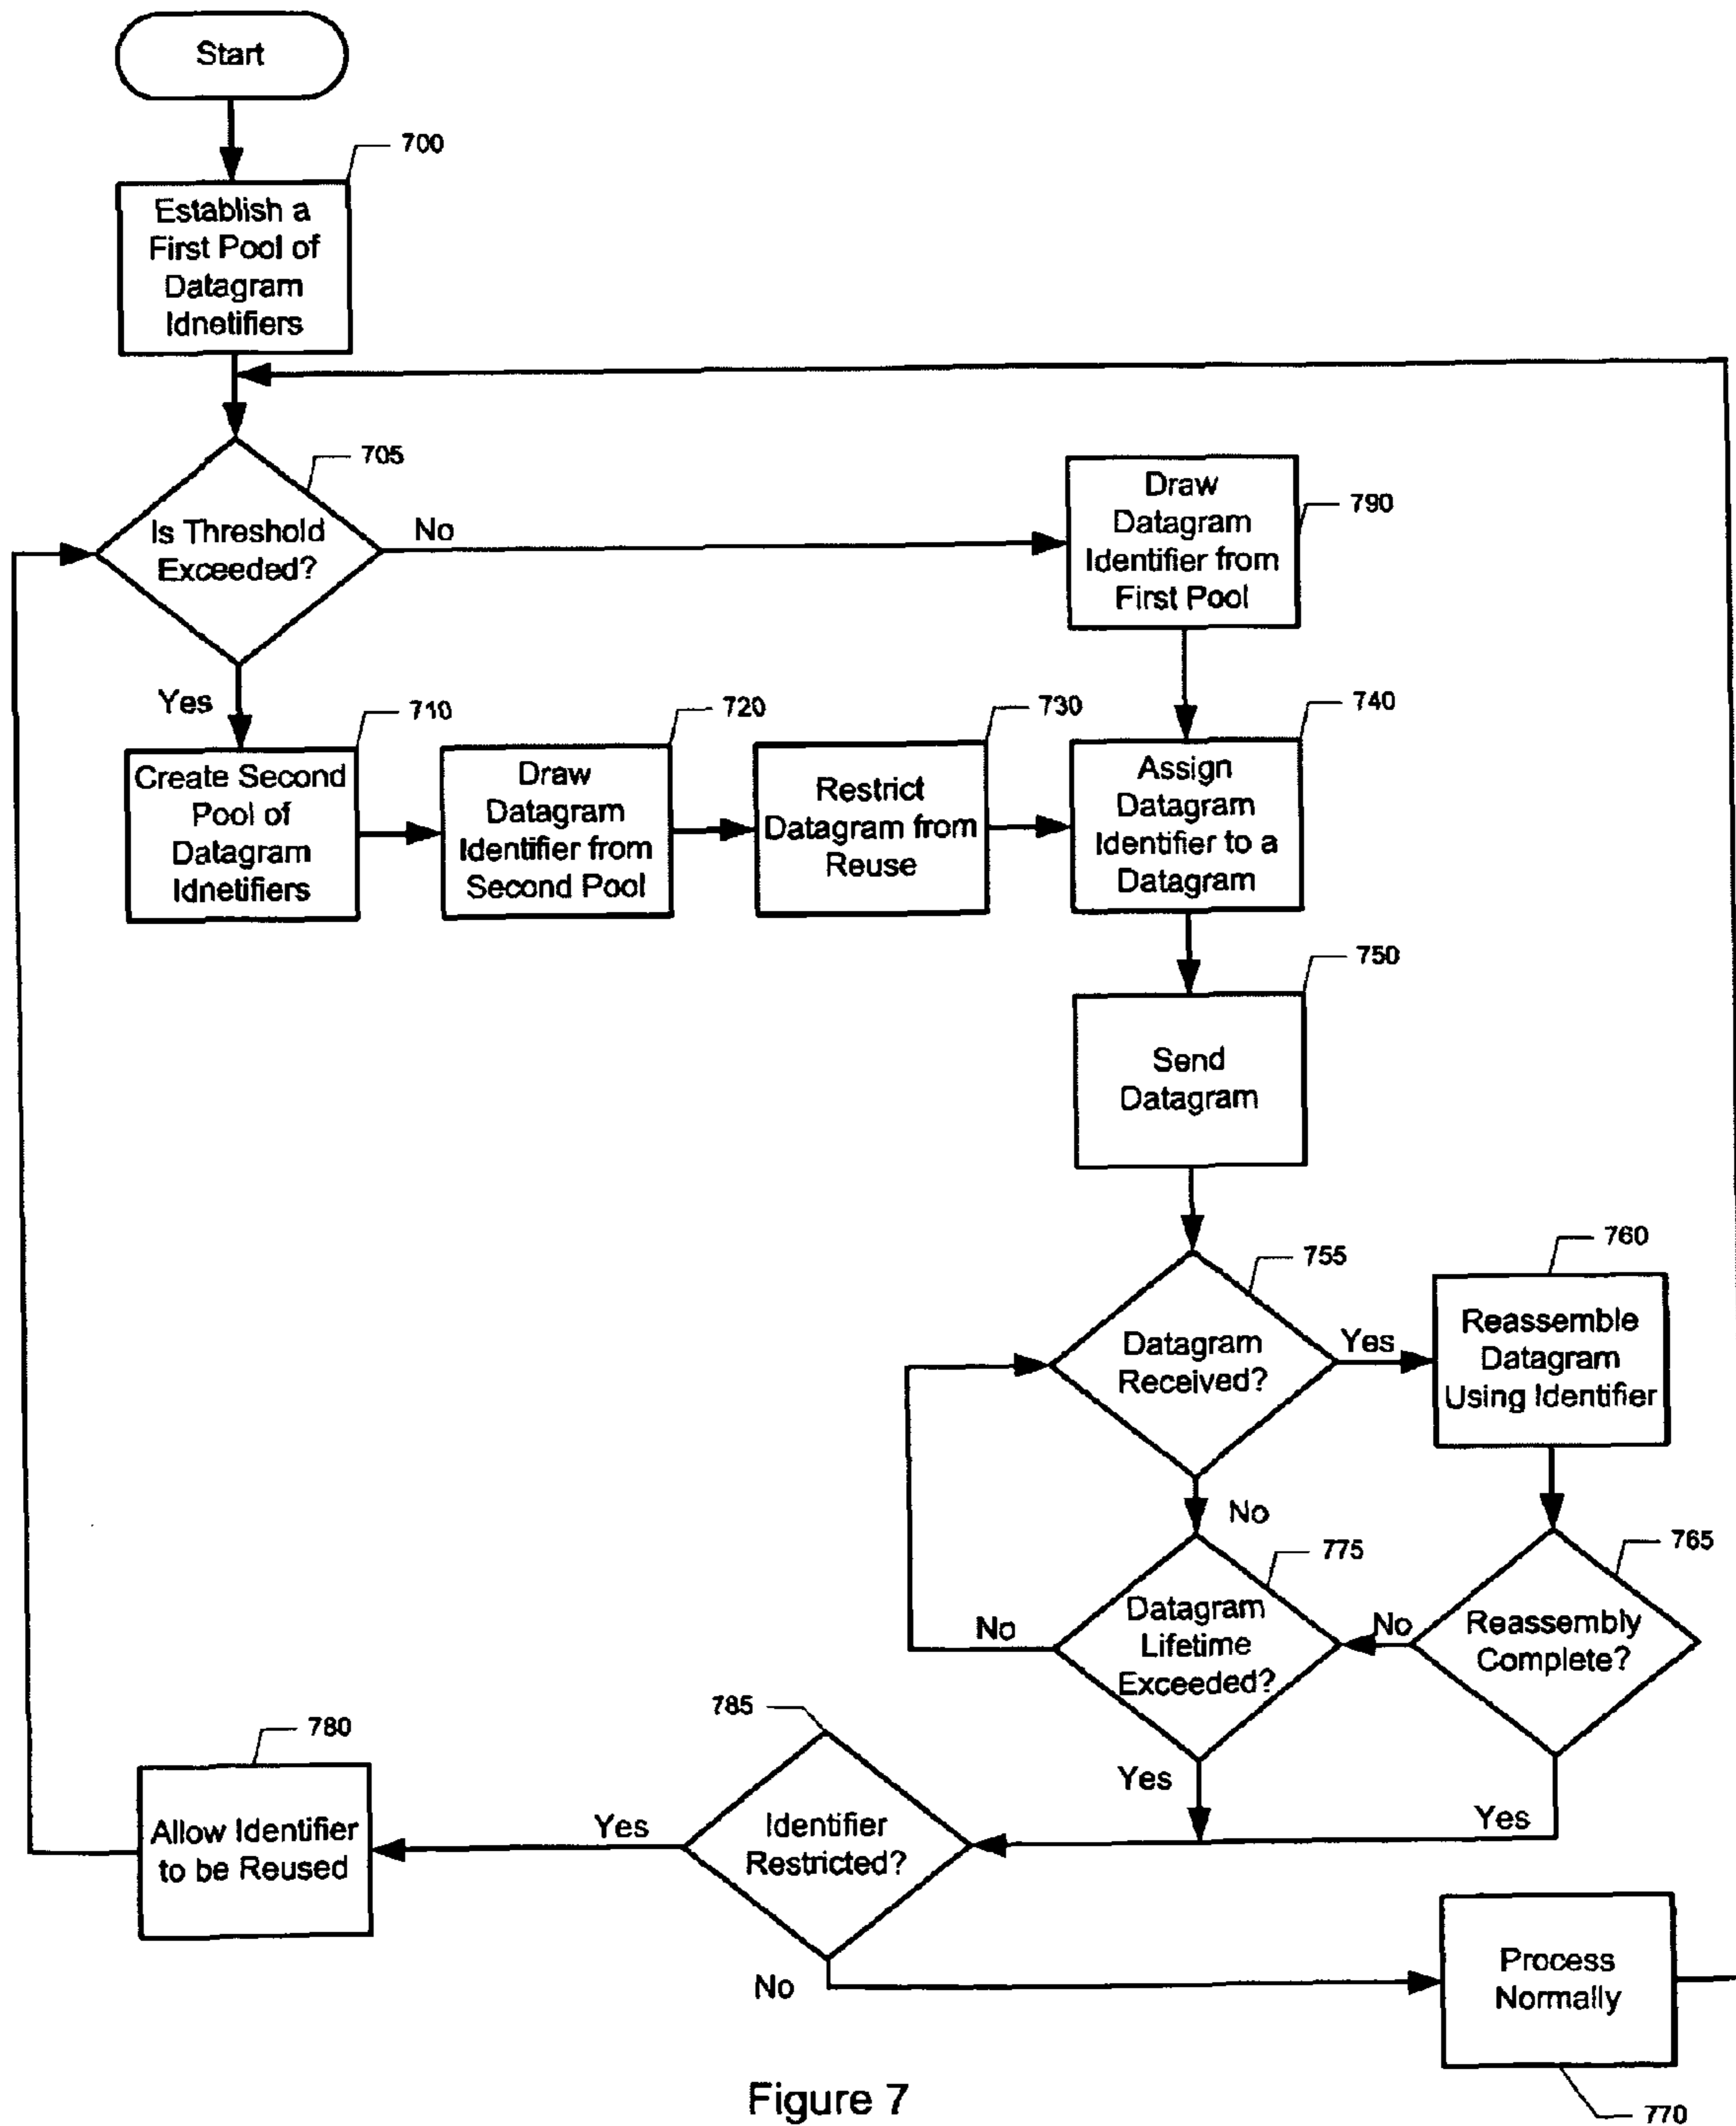 Start
700
Establish a
First Pool of
Datagram
Idnetifiers
705
Is Threshold
Exceeded?
No
Draw
Datagram
Identifier from
First Pool
790
Yes
710
Create Second
Pool of
Datagram
Idnetifiers
720
Draw
Datagram
Identifier from
Second Pool
730
Restrict
Datagram from
Reuse
740
Assign
Datagram
Identifier to a
Datagram
750
Send
Datagram
755
Datagram
Received?
Yes
760
Reassemble
Datagram
Using Identifier
No
775
Datagram
Lifetime
Exceeded?
No
No
765
Reassembly
Complete?
Yes
Yes
785
Identifier
Restricted?
Yes
780
Allow Identifier
to be Reused
No
Process
Normally
770
Figure 7